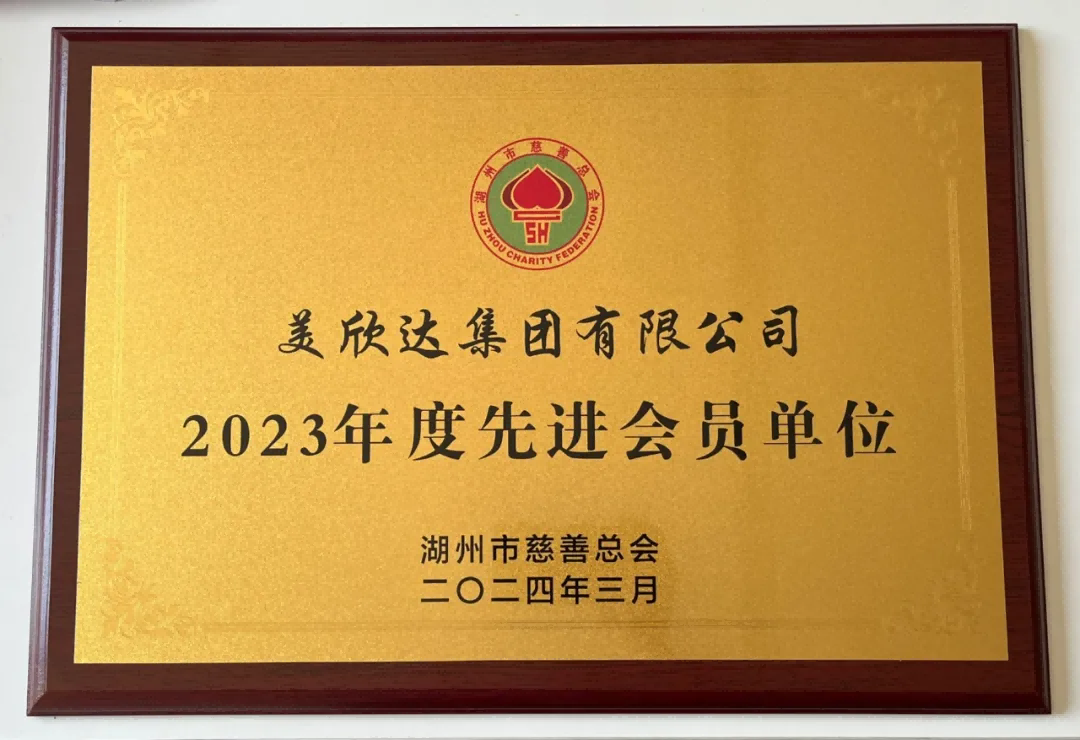 湖州市慈善总会
HU ZHOU CHARITY FEDERATION
SH
美欣达集团有限公司
2023年度先进会员单位
湖州市慈善总会
二〇二四年三月